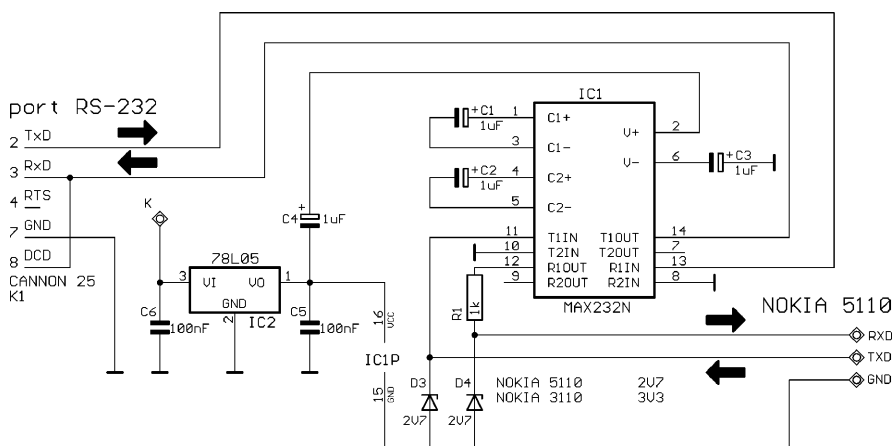 port RS-232
2 TxD
3 RxD
4 RTS
7 GND
8 DCD
CANNON 25
K1
K
C4
+
1uF
78L05
3 VI VO 1
GND
2
IC2
C6
100nF
C5
100nF
16 VCC
IC1P
15 GND
IC1
+ C1
1uF
1 C1+
3 C1-
+ C2
1uF
4 C2+
5 C2-
V+ 2
V- 6
+ C3
1uF
11 T1IN T1OUT 14
10 T2IN T2OUT 7
12 R1OUT R1IN 13
9 R2OUT R2IN 8
MAX232N
R1
1k
NOKIA 5110
RXD
TXD
GND
D3
2V7
D4
2V7
NOKIA 5110 2V7
NOKIA 3110 3V3